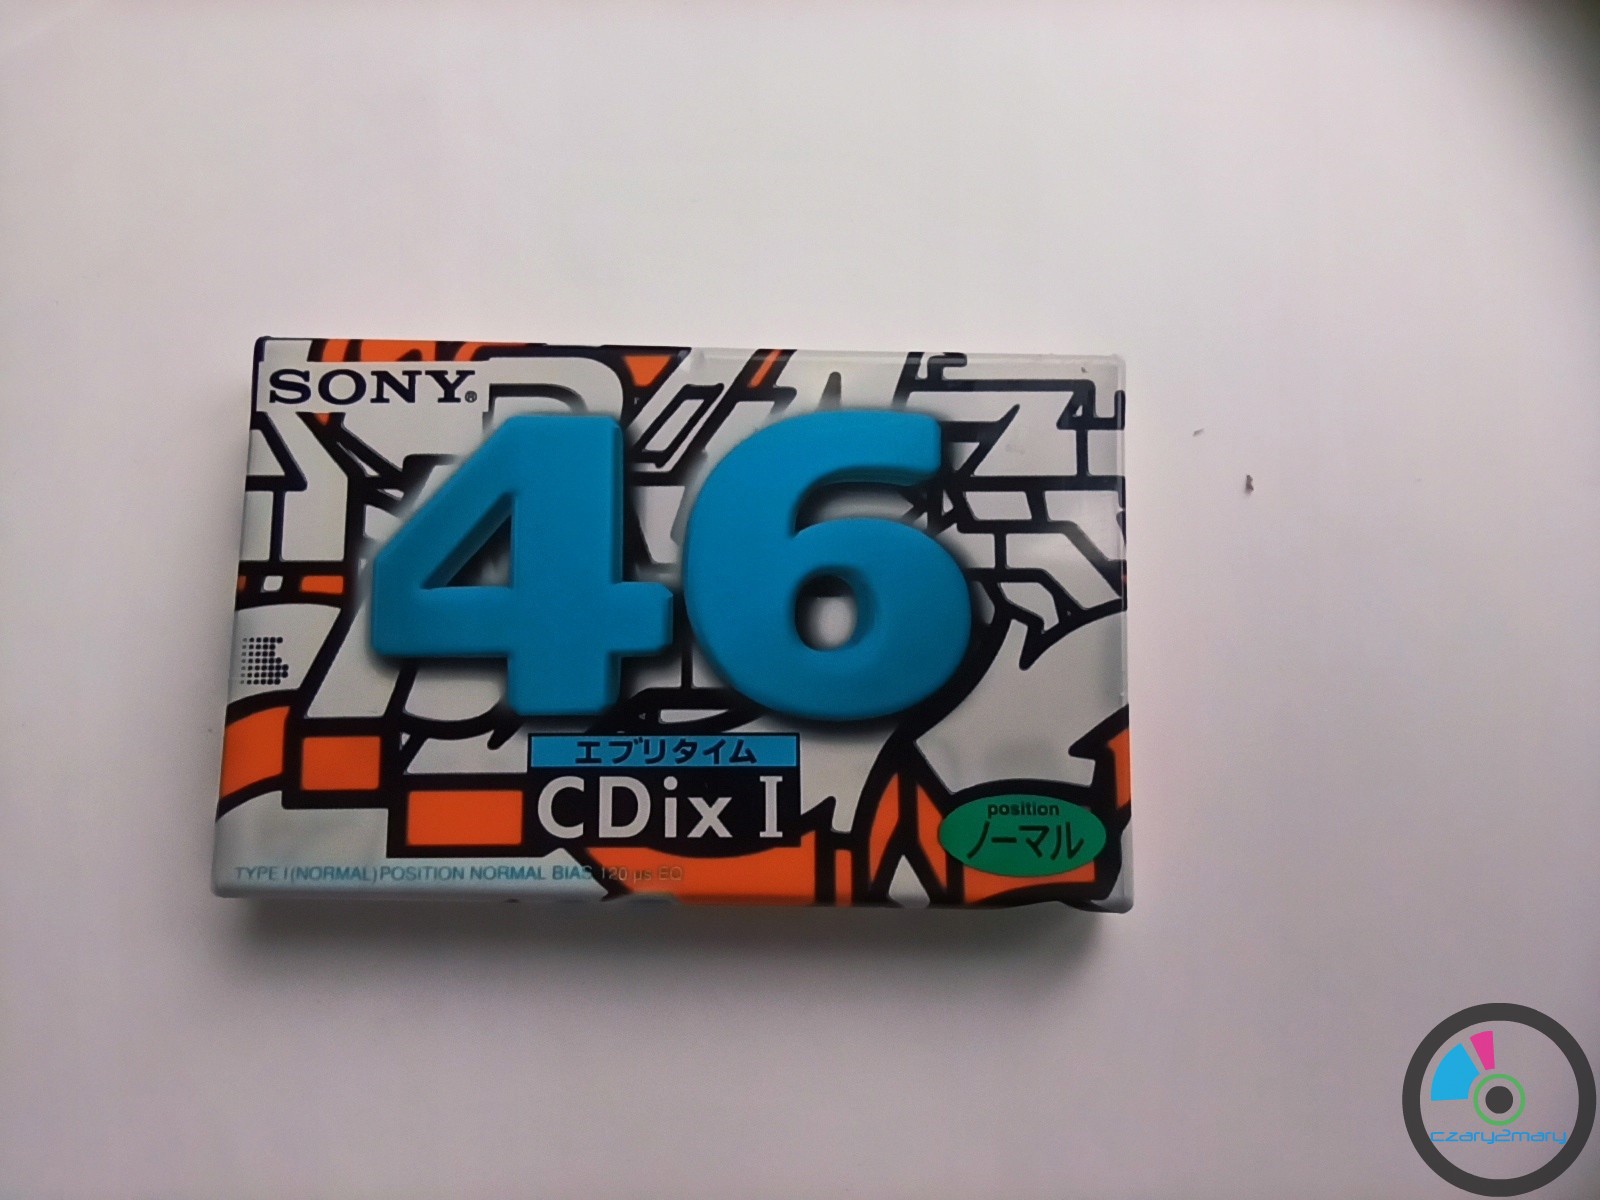 SONY®
46
エブリタイム
CDix I
position
ノーマル
TYPE I (NORMAL) POSITION NORMAL BIAS 120 µs EQ
czary2mary